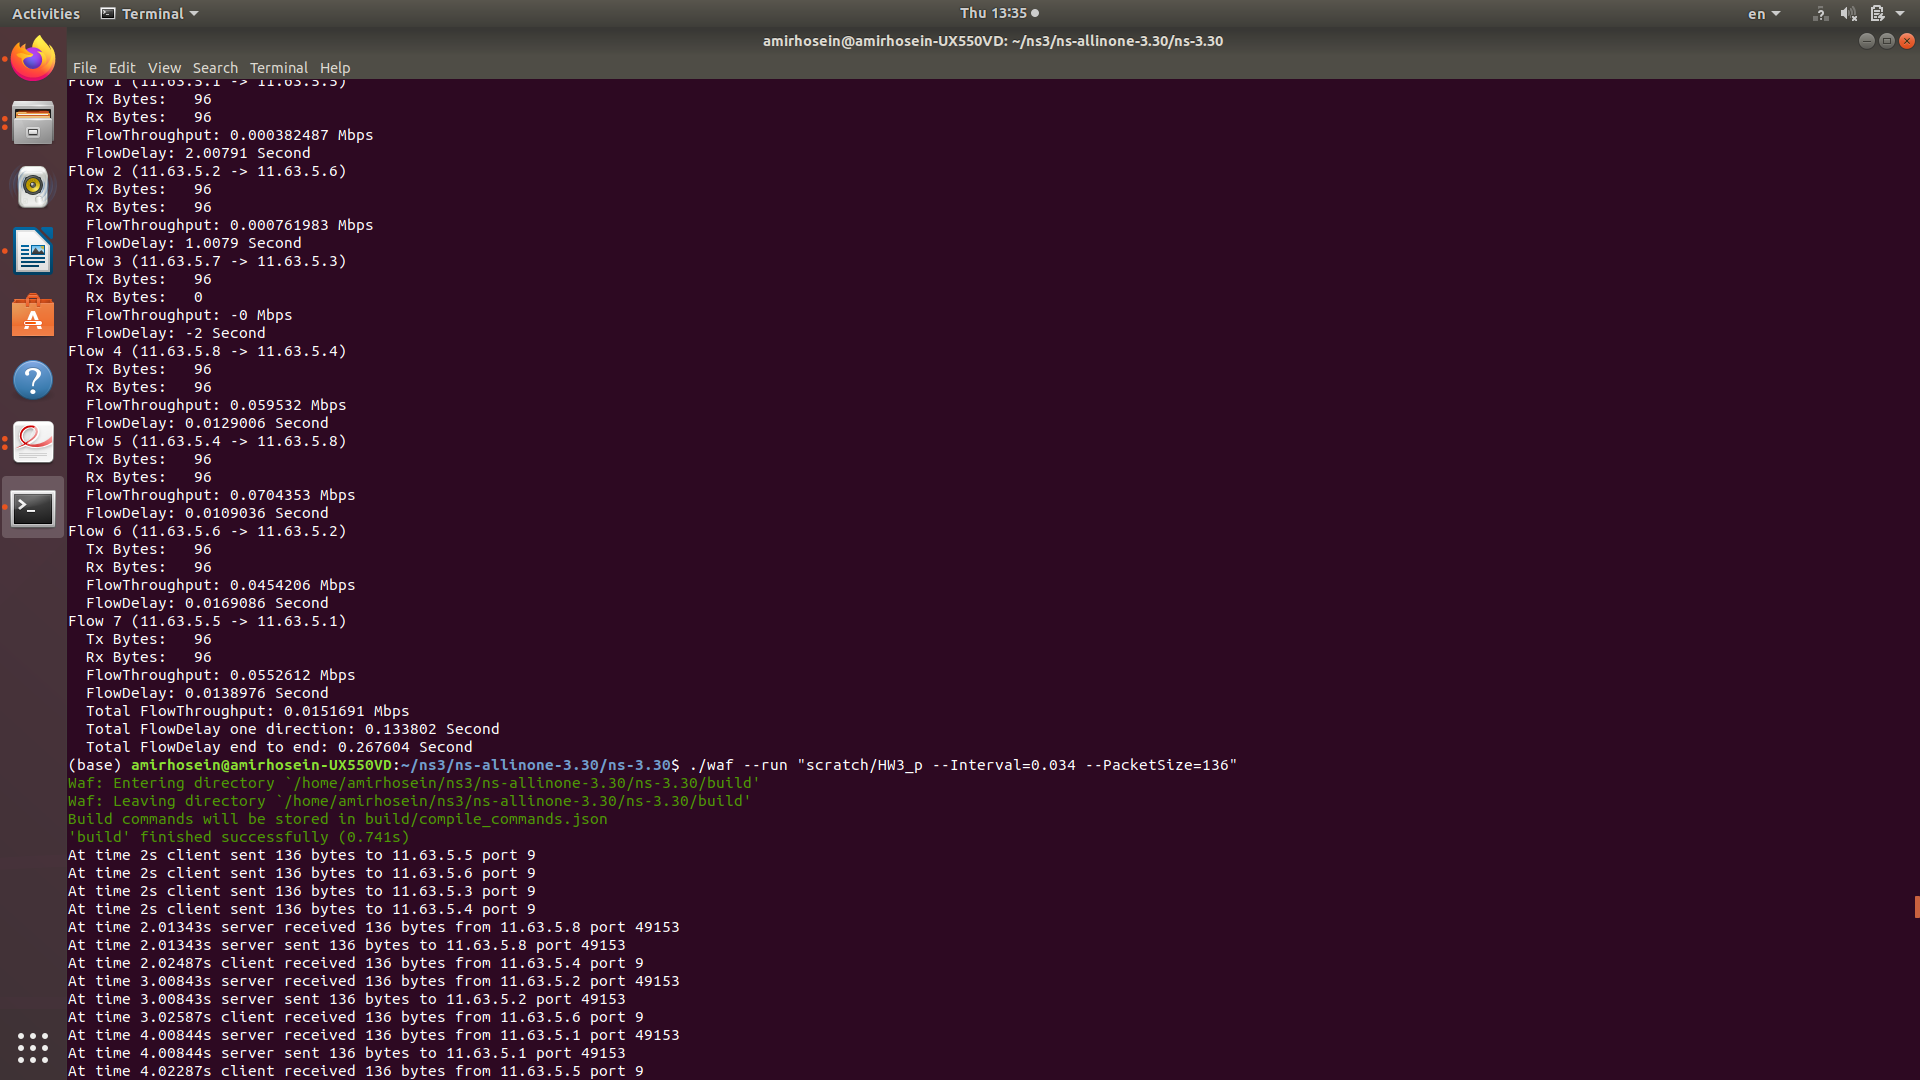 Activities
Terminal
Thu 13:35
en
amirhosein@amirhosein-UX550VD: ~/ns3/ns-allinone-3.30/ns-3.30
File Edit View Search Terminal Help
Flow 1 (11.63.5.1 -> 11.63.5.5)
Tx Bytes: 96
Rx Bytes: 96
FlowThroughput: 0.000382487 Mbps
FlowDelay: 2.00791 Second
Flow 2 (11.63.5.2 -> 11.63.5.6)
Tx Bytes: 96
Rx Bytes: 96
FlowThroughput: 0.000761983 Mbps
FlowDelay: 1.0079 Second
Flow 3 (11.63.5.7 -> 11.63.5.3)
Tx Bytes: 96
Rx Bytes: 0
FlowThroughput: -0 Mbps
FlowDelay: -2 Second
Flow 4 (11.63.5.8 -> 11.63.5.4)
Tx Bytes: 96
Rx Bytes: 96
FlowThroughput: 0.059532 Mbps
FlowDelay: 0.0129006 Second
Flow 5 (11.63.5.4 -> 11.63.5.8)
Tx Bytes: 96
Rx Bytes: 96
FlowThroughput: 0.0704353 Mbps
FlowDelay: 0.0109036 Second
Flow 6 (11.63.5.6 -> 11.63.5.2)
Tx Bytes: 96
Rx Bytes: 96
FlowThroughput: 0.0454206 Mbps
FlowDelay: 0.0169086 Second
Flow 7 (11.63.5.5 -> 11.63.5.1)
Tx Bytes: 96
Rx Bytes: 96
FlowThroughput: 0.0552612 Mbps
FlowDelay: 0.0138976 Second
Total FlowThroughput: 0.0151691 Mbps
Total FlowDelay one direction: 0.133802 Second
Total FlowDelay end to end: 0.267604 Second
(base) amirhosein@amirhosein-UX550VD:~/ns3/ns-allinone-3.30/ns-3.30$ ./waf --run "scratch/HW3_p --Interval=0.034 --PacketSize=136"
Waf: Entering directory `/home/amirhosein/ns3/ns-allinone-3.30/ns-3.30/build'
Waf: Leaving directory `/home/amirhosein/ns3/ns-allinone-3.30/ns-3.30/build'
Build commands will be stored in build/compile_commands.json
'build' finished successfully (0.741s)
At time 2s client sent 136 bytes to 11.63.5.5 port 9
At time 2s client sent 136 bytes to 11.63.5.6 port 9
At time 2s client sent 136 bytes to 11.63.5.3 port 9
At time 2s client sent 136 bytes to 11.63.5.4 port 9
At time 2.01343s server received 136 bytes from 11.63.5.8 port 49153
At time 2.01343s server sent 136 bytes to 11.63.5.8 port 49153
At time 2.02487s client received 136 bytes from 11.63.5.4 port 9
At time 3.00843s server received 136 bytes from 11.63.5.2 port 49153
At time 3.00843s server sent 136 bytes to 11.63.5.2 port 49153
At time 3.02587s client received 136 bytes from 11.63.5.6 port 9
At time 4.00844s server received 136 bytes from 11.63.5.1 port 49153
At time 4.00844s server sent 136 bytes to 11.63.5.1 port 49153
At time 4.02287s client received 136 bytes from 11.63.5.5 port 9